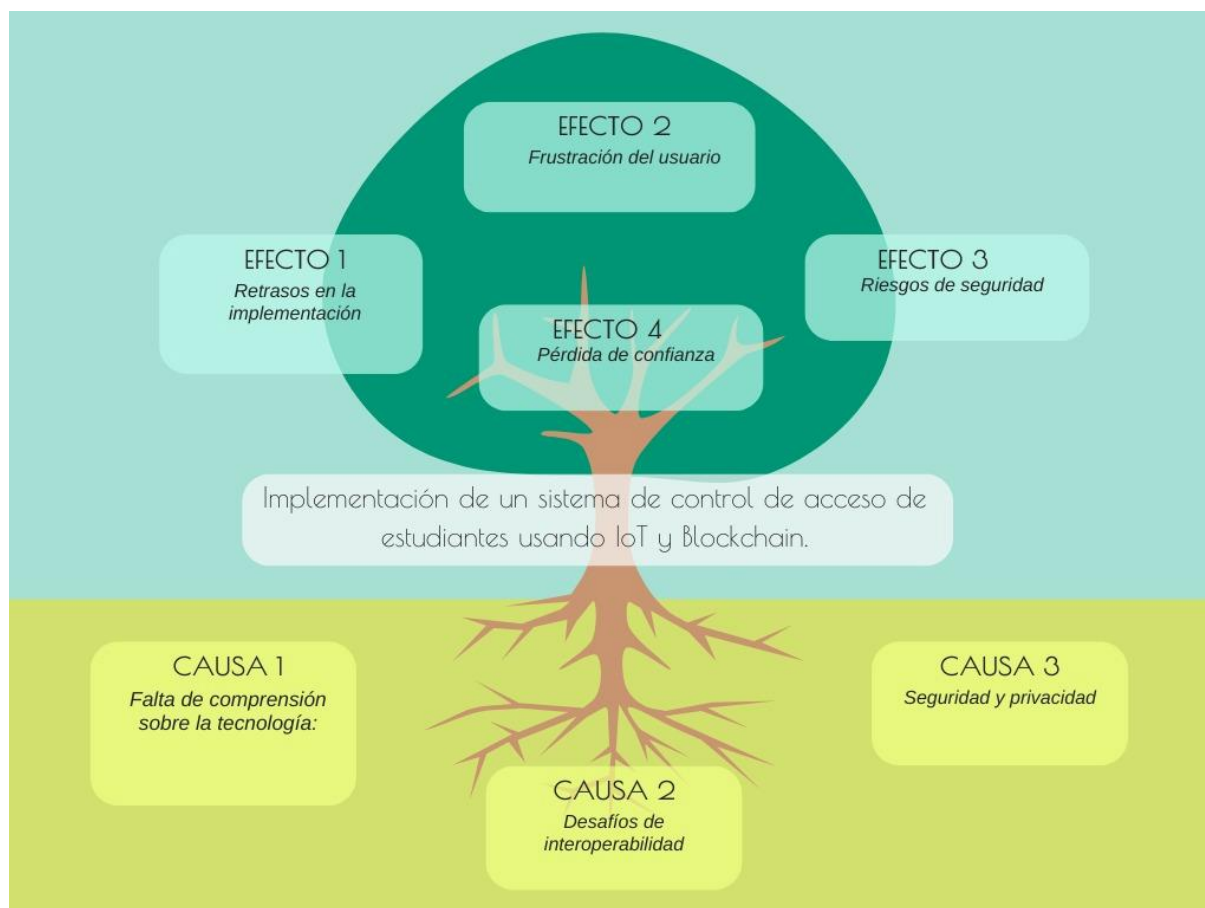 EFECTO 2
Frustración del usuario
EFECTO 1
Retrasos en la
implementación
EFECTO 3
Riesgos de seguridad
EFECTO 4
Pérdida de confianza
Implementación de un sistema de control de acceso de
estudiantes usando IoT y Blockchain.
CAUSA 1
Falta de comprensión
sobre la tecnología:
CAUSA 3
Seguridad y privacidad
CAUSA 2
Desafíos de
interoperabilidad